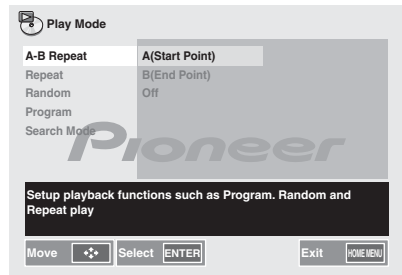 Play Mode
A-B Repeat A(Start Point)
Repeat B(End Point)
Random Off
Program
Search Mode
Pioneer
Setup playback functions such as Program. Random and
Repeat play
Move Select ENTER Exit HOME MENU